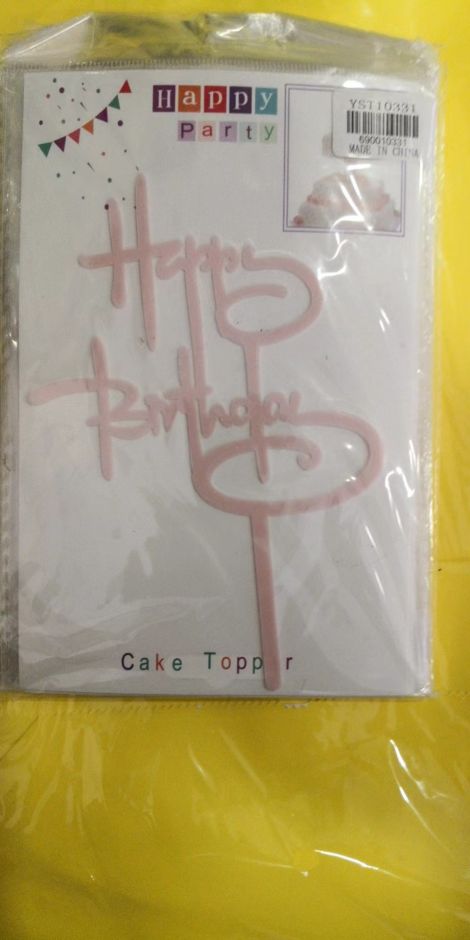 Happy
Party
YST10331
690010331
MADE IN CHINA
Happy
Birthday
Cake Topper